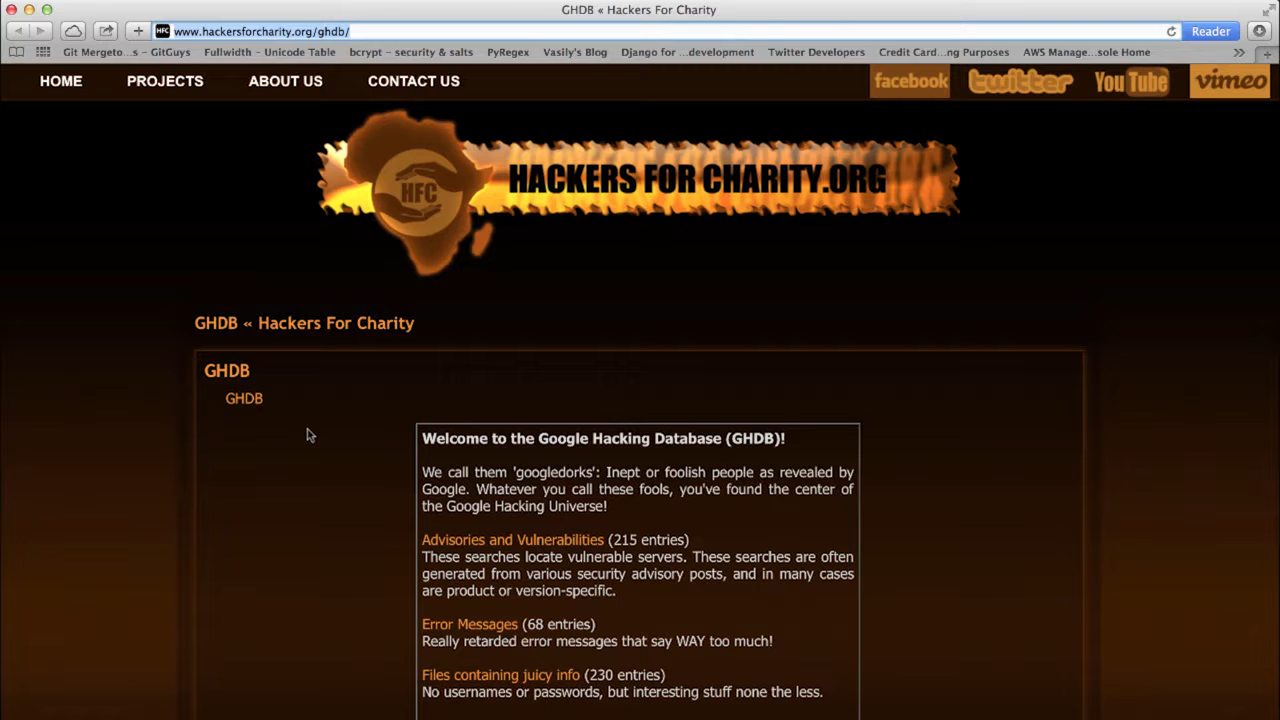 GHDB « Hackers For Charity
www.hackersforcharity.org/ghdb/
Reader
Git Mergeto...s – GitGuys
Fullwidth – Unicode Table
bcrypt – security & salts
PyRegex
Vasily's Blog
Django for ...development
Twitter Developers
Credit Card...ng Purposes
AWS Manage...sole Home
HOME
PROJECTS
ABOUT US
CONTACT US
facebook
twitter
YouTube
vimeo
HFC
HACKERS FOR CHARITY.ORG
GHDB « Hackers For Charity
GHDB
GHDB
Welcome to the Google Hacking Database (GHDB)!
We call them 'googledorks': Inept or foolish people as revealed by
Google. Whatever you call these fools, you've found the center of
the Google Hacking Universe!
Advisories and Vulnerabilities (215 entries)
These searches locate vulnerable servers. These searches are often
generated from various security advisory posts, and in many cases
are product or version-specific.
Error Messages (68 entries)
Really retarded error messages that say WAY too much!
Files containing juicy info (230 entries)
No usernames or passwords, but interesting stuff none the less.